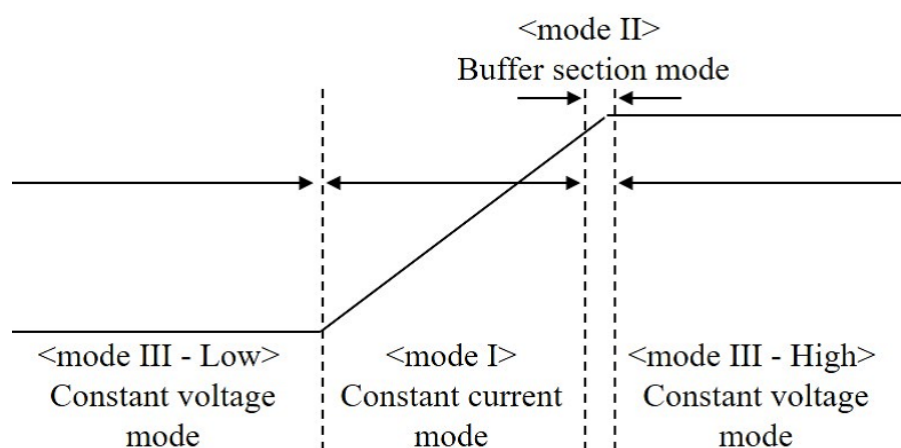 <mode II>
Buffer section mode
<mode III - Low>
Constant voltage
mode
<mode I>
Constant current
mode
<mode III - High>
Constant voltage
mode